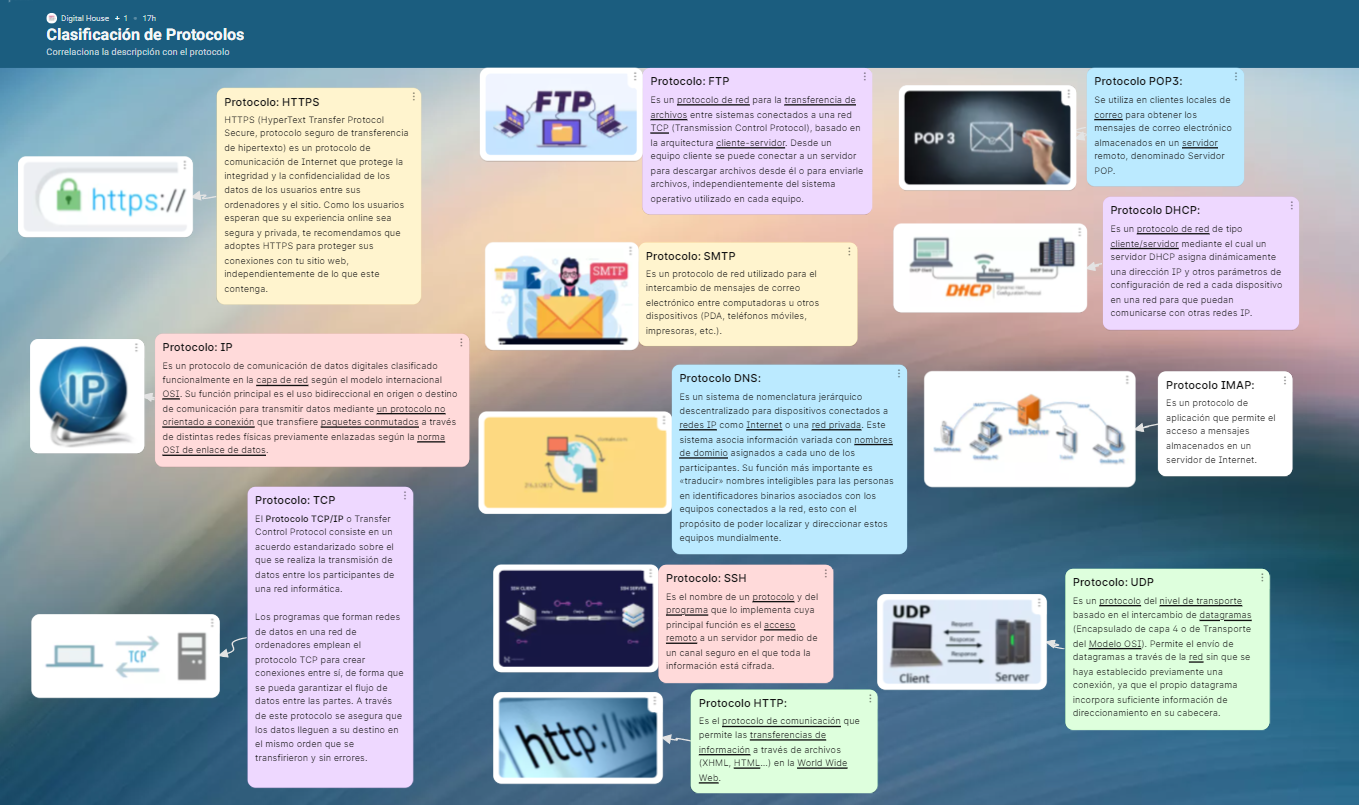 Digital House + 1 • 17h
Clasificación de Protocolos
Correlaciona la descripción con el protocolo
https://
Protocolo: HTTPS
HTTPS (HyperText Transfer Protocol
Secure, protocolo seguro de transferencia
de hipertexto) es un protocolo de
comunicación de Internet que protege la
integridad y la confidencialidad de los
datos de los usuarios entre sus
ordenadores y el sitio. Como los usuarios
esperan que su experiencia online sea
segura y privada, te recomendamos que
adoptes HTTPS para proteger sus
conexiones con tu sitio web,
independientemente de lo que este
contenga.
IP
Protocolo: IP
Es un protocolo de comunicación de datos digitales clasificado
funcionalmente en la capa de red según el modelo internacional
OSI. Su función principal es el uso bidireccional en origen o destino
de comunicación para transmitir datos mediante un protocolo no
orientado a conexión que transfiere paquetes conmutados a través
de distintas redes físicas previamente enlazadas según la norma
OSI de enlace de datos.
TCP
Protocolo: TCP
El Protocolo TCP/IP o Transfer
Control Protocol consiste en un
acuerdo estandarizado sobre el
que se realiza la transmisión de
datos entre los participantes de
una red informática.
Los programas que forman redes
de datos en una red de
ordenadores emplean el
protocolo TCP para crear
conexiones entre sí, de forma que
se pueda garantizar el flujo de
datos entre las partes. A través
de este protocolo se asegura que
los datos lleguen a su destino en
el mismo orden que se
transfirieron y sin errores.
FTP
Protocolo: FTP
Es un protocolo de red para la transferencia de
archivos entre sistemas conectados a una red
TCP (Transmission Control Protocol), basado en
la arquitectura cliente-servidor. Desde un
equipo cliente se puede conectar a un servidor
para descargar archivos desde él o para enviarle
archivos, independientemente del sistema
operativo utilizado en cada equipo.
SMTP
Protocolo: SMTP
Es un protocolo de red utilizado para el
intercambio de mensajes de correo
electrónico entre computadoras u otros
dispositivos (PDA, teléfonos móviles,
impresoras, etc.).
Protocolo DNS:
Es un sistema de nomenclatura jerárquico
descentralizado para dispositivos conectados a
redes IP como Internet o una red privada. Este
sistema asocia información variada con nombres
de dominio asignados a cada uno de los
participantes. Su función más importante es
«traducir» nombres inteligibles para las personas
en identificadores binarios asociados con los
equipos conectados a la red, esto con el
propósito de poder localizar y direccionar estos
equipos mundialmente.
SSH CLIENT
SSH SERVER
Protocolo: SSH
Es el nombre de un protocolo y del
programa que lo implementa cuya
principal función es el acceso
remoto a un servidor por medio de
un canal seguro en el que toda la
información está cifrada.
http://www
Protocolo HTTP:
Es el protocolo de comunicación que
permite las transferencias de
información a través de archivos
(XHML, HTML…) en la World Wide
Web.
POP 3
Protocolo POP3:
Se utiliza en clientes locales de
correo para obtener los
mensajes de correo electrónico
almacenados en un servidor
remoto, denominado Servidor
POP.
DHCP
Protocolo DHCP:
Es un protocolo de red de tipo
cliente/servidor mediante el cual un
servidor DHCP asigna dinámicamente
una dirección IP y otros parámetros de
configuración de red a cada dispositivo
en una red para que puedan
comunicarse con otras redes IP.
Email Server
Smartphone
Desktop PC
Tablet
Desktop PC
Protocolo IMAP:
Es un protocolo de
aplicación que permite el
acceso a mensajes
almacenados en un
servidor de Internet.
UDP
Request
Response
Response
Client
Server
Protocolo: UDP
Es un protocolo del nivel de transporte
basado en el intercambio de datagramas
(Encapsulado de capa 4 o de Transporte
del Modelo OSI). Permite el envío de
datagramas a través de la red sin que se
haya establecido previamente una
conexión, ya que el propio datagrama
incorpora suficiente información de
direccionamiento en su cabecera.